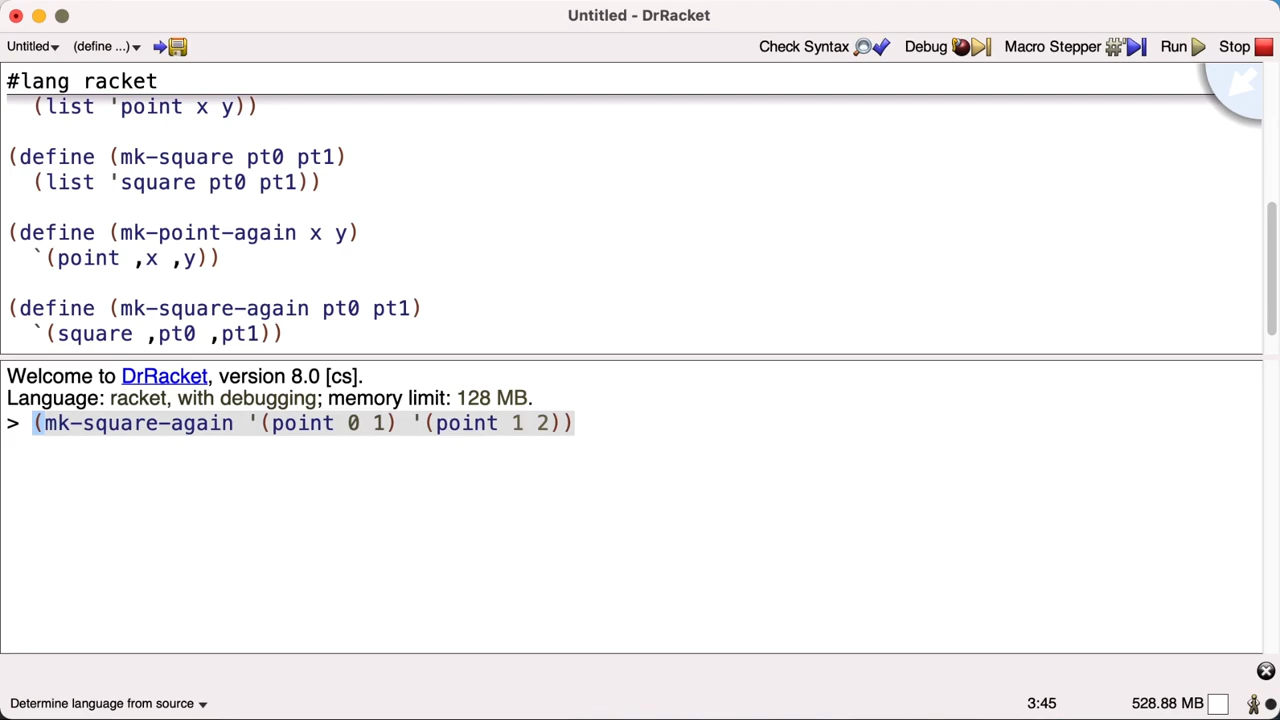 Untitled - DrRacket
Untitled (define ...) Check Syntax Debug Macro Stepper Run Stop
#lang racket
(list 'point x y))
(define (mk-square pt0 pt1)
(list 'square pt0 pt1))
(define (mk-point-again x y)
`(point ,x ,y))
(define (mk-square-again pt0 pt1)
`(square ,pt0 ,pt1))
Welcome to DrRacket, version 8.0 [cs].
Language: racket, with debugging; memory limit: 128 MB.
> (mk-square-again '(point 0 1) '(point 1 2))
Determine language from source 3:45 528.88 MB